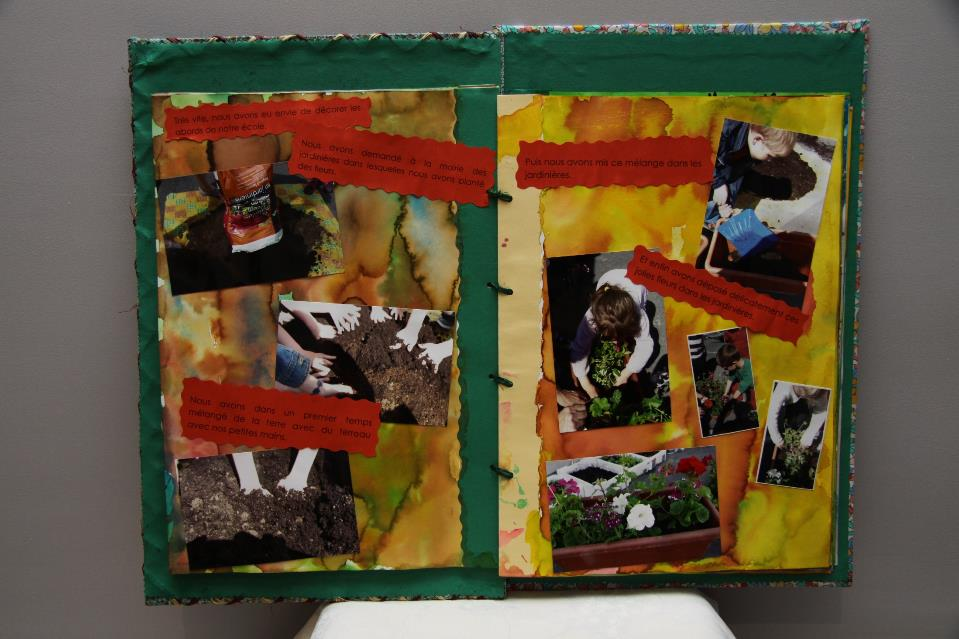 Très vite, nous avons eu envie de décorer les
abords de notre école.
Nous avons demandé à la mairie des
jardinières dans lesquelles nous avons planté
des fleurs.
Nous avons dans un premier temps
mélangé de la terre avec du terreau
avec nos petites mains.
Puis nous avons mis ce mélange dans les
jardinières.
Et enfin avons déposé délicatement ces
jolies fleurs dans les jardinières.